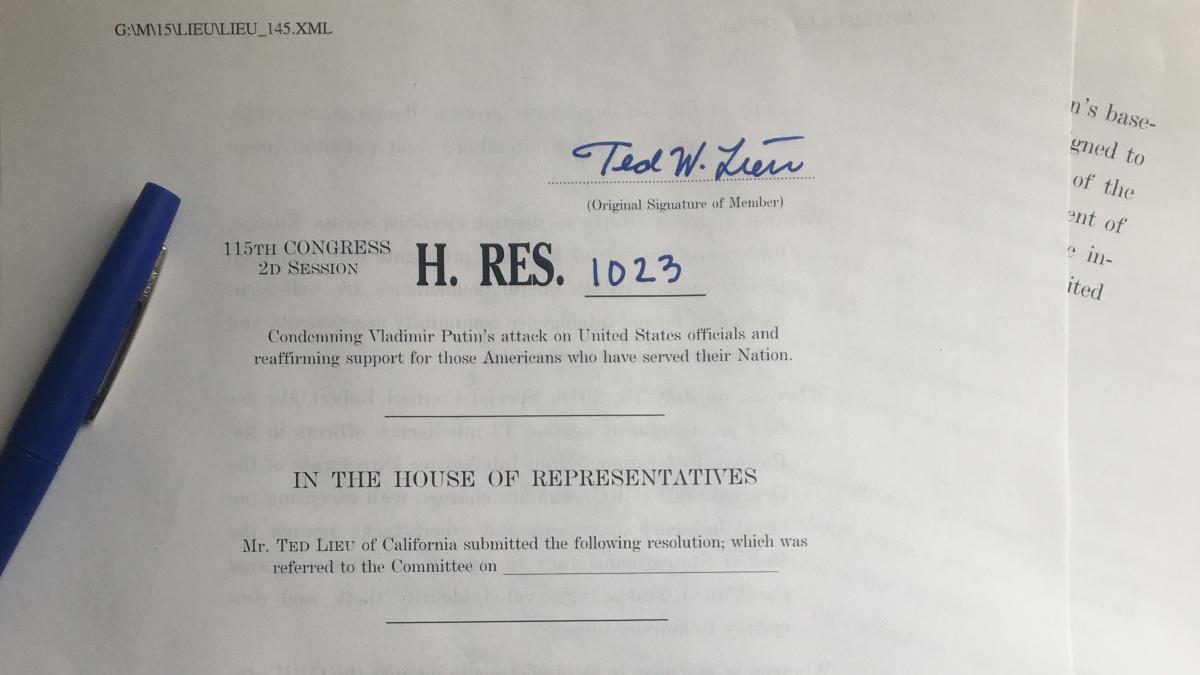 G:\M\15\LIEU\LIEU_145.XML
Ted W. Lieu
(Original Signature of Member)
115TH CONGRESS
2D SESSION
H. RES. 1023
Condemning Vladimir Putin's attack on United States officials and
reaffirming support for those Americans who have served their Nation.
IN THE HOUSE OF REPRESENTATIVES
Mr. TED LIEU of California submitted the following resolution; which was
referred to the Committee on
n's base-
gned to
of the
ent of
e in-
ited